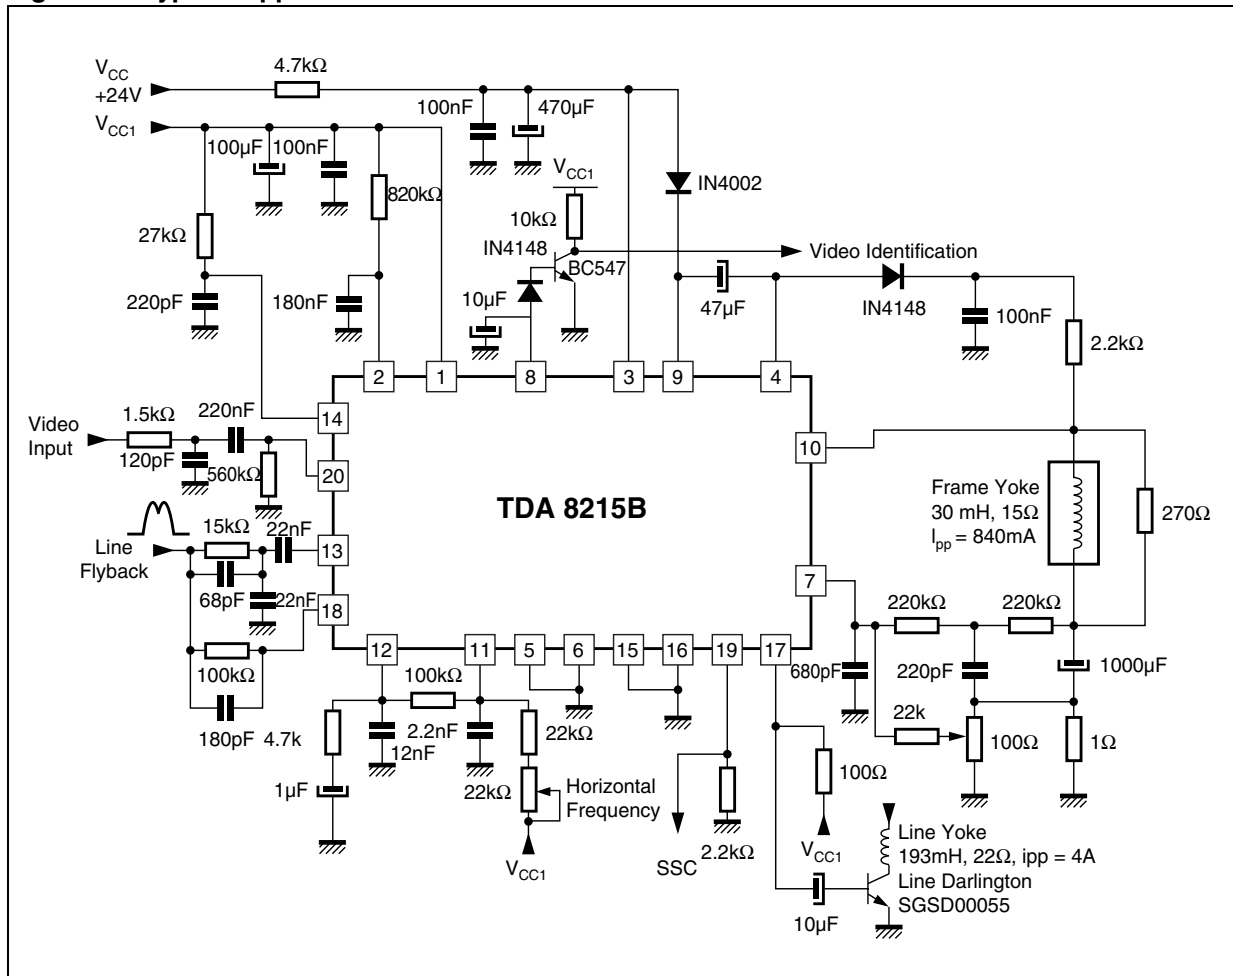 V_CC
+24V
4.7kΩ
V_CC1
100µF
100nF
100nF
470µF
27kΩ
820kΩ
V_CC1
10kΩ
IN4002
IN4148
BC547
Video Identification
220pF
180nF
10µF
47µF
IN4148
100nF
2.2kΩ
2
1
8
3
9
4
Video
Input
1.5kΩ
220nF
120pF
560kΩ
14
20
10
TDA 8215B
Frame Yoke
30 mH, 15Ω
I_pp = 840mA
270Ω
Line
Flyback
15kΩ
22nF
13
68pF
22nF
18
7
100kΩ
180pF
220kΩ
220kΩ
12
11
5
6
15
16
19
17
680pF
220pF
1000µF
4.7k
100kΩ
2.2nF
12nF
22kΩ
22k
100Ω
1Ω
1µF
22kΩ
Horizontal
Frequency
V_CC1
SSC
2.2kΩ
100Ω
V_CC1
10µF
Line Yoke
193mH, 22Ω, ipp = 4A
Line Darlington
SGSD00055